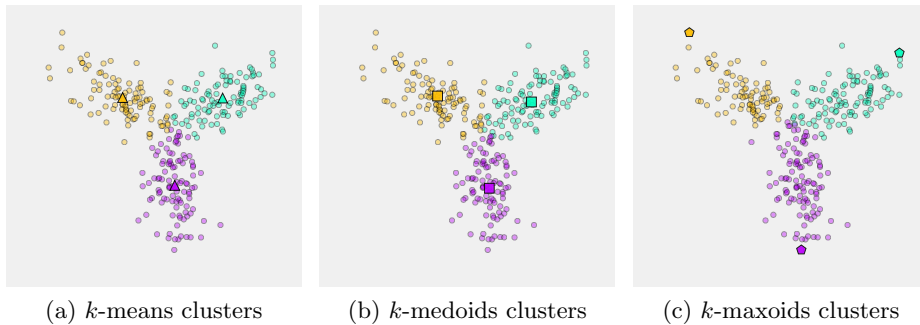 (a) k-means clusters
(b) k-medoids clusters
(c) k-maxoids clusters